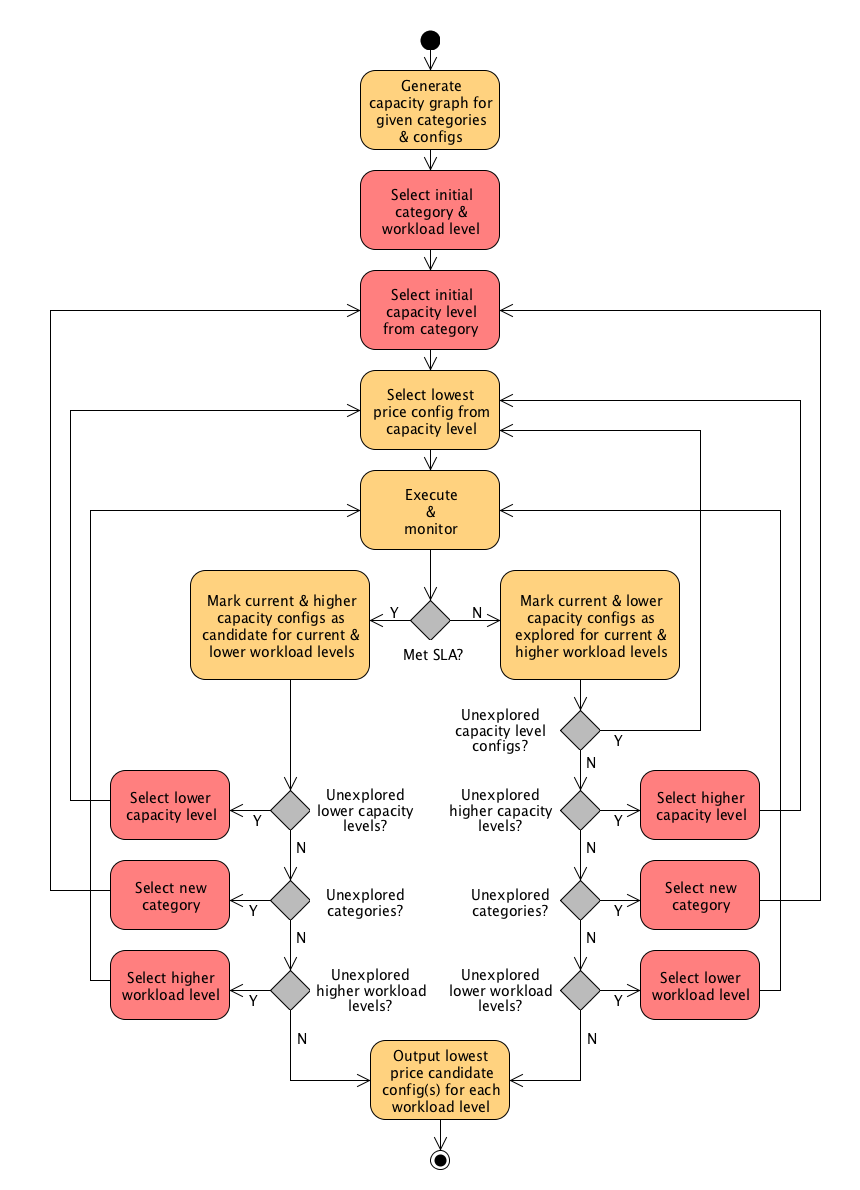 Generate
capacity graph for
given categories
& configs
Select initial
category &
workload level
Select initial
capacity level
from category
Select lowest
price config from
capacity level
Execute
&
monitor
Mark current & higher
capacity configs as
candidate for current &
lower workload levels
Y
N
Met SLA?
Mark current & lower
capacity configs as
explored for current &
higher workload levels
Unexplored
capacity level
configs?
Y
N
Select lower
capacity level
Y
Unexplored
lower capacity
levels?
N
Unexplored
higher capacity
levels?
Y
N
Select higher
capacity level
Select new
category
Y
Unexplored
categories?
N
Unexplored
categories?
Y
N
Select new
category
Select higher
workload level
Y
Unexplored
higher workload
levels?
N
Unexplored
lower workload
levels?
Y
N
Select lower
workload level
Output lowest
price candidate
config(s) for each
workload level